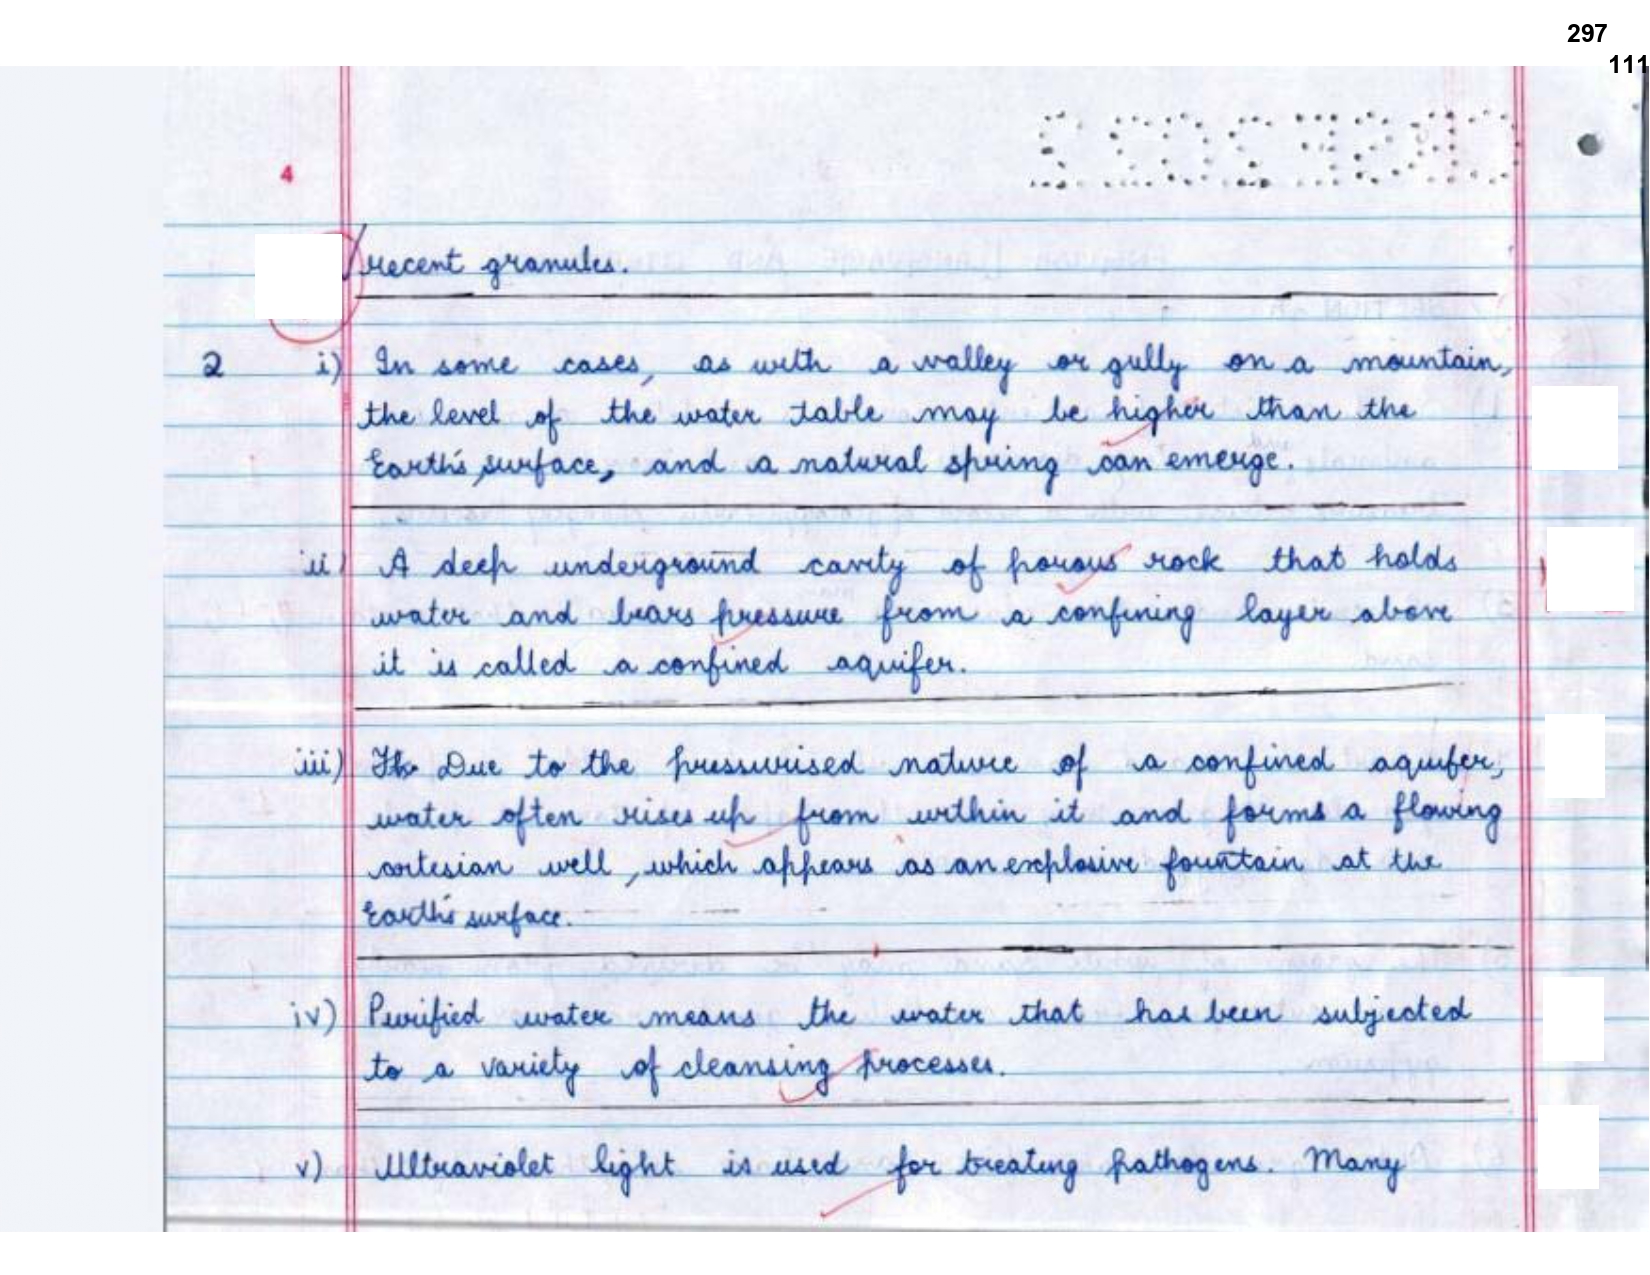 297
111
4
recent granules.
2 i) In some cases, as with a valley or gully on a mountain,
the level of the water table may be higher than the
Earth's surface, and a natural spring can emerge.
ii) A deep underground cavity of porous rock that holds
water and bears pressure from a confining layer above
it is called a confined aquifer.
iii) Due to the pressurised nature of a confined aquifer,
water often rises up from within it and forms a flowing
artesian well, which appears as an explosive fountain at the
Earth's surface.
iv) Purified water means the water that has been subjected
to a variety of cleansing processes.
v) Ultraviolet light is used for treating pathogens. Many